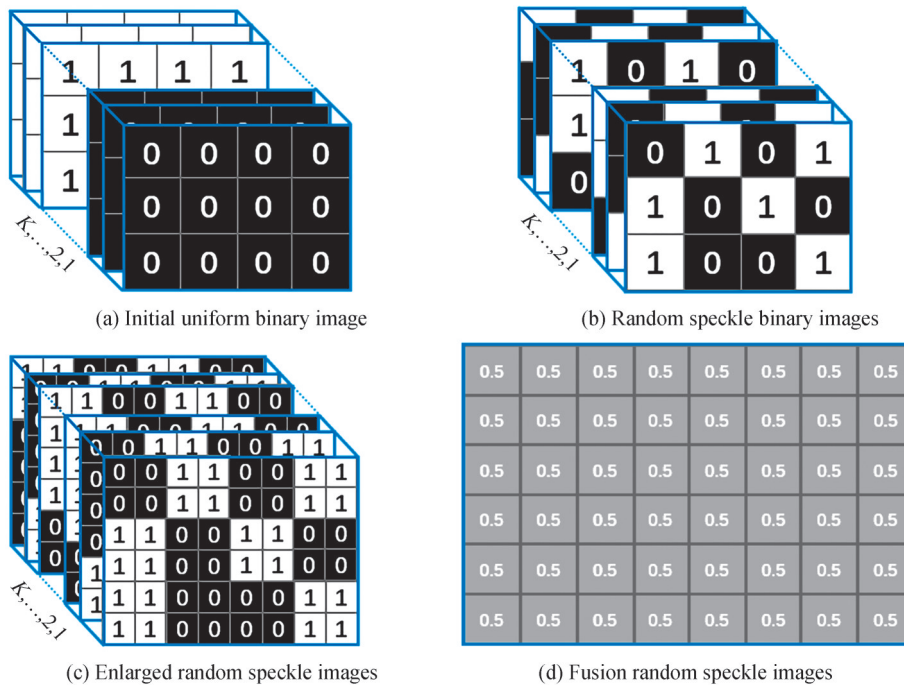 1 1 1 1
1
1
0 0 0 0
0 0 0 0
0 0 0 0
K,...,2,1
(a) Initial uniform binary image
1 0 1 0
1
0
0 1 0 1
1 0 1 0
1 0 0 1
K,...,2,1
(b) Random speckle binary images
1 1 0 0 1 1 0 0
0 0 1 1 0 0 1 1
0 0 1 1 0 0 1 1
0 0 1 1 0 0 1 1
1 1 0 0 1 1 0 0
1 1 0 0 1 1 0 0
1 1 0 0 0 0 1 1
1 1 0 0 0 0 1 1
K,...,2,1
(c) Enlarged random speckle images
0.5 0.5 0.5 0.5 0.5 0.5 0.5
0.5 0.5 0.5 0.5 0.5 0.5 0.5
0.5 0.5 0.5 0.5 0.5 0.5 0.5
0.5 0.5 0.5 0.5 0.5 0.5 0.5
0.5 0.5 0.5 0.5 0.5 0.5 0.5
0.5 0.5 0.5 0.5 0.5 0.5 0.5
(d) Fusion random speckle images